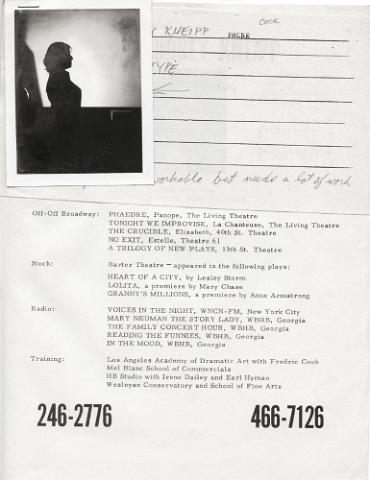 COOK
KNEIPP PHONE
TYPE
workable but needs a lot of work
Off-Off Broadway: PHAEDRE, Panope, The Living Theatre
TONIGHT WE IMPROVISE, La Chanteuse, The Living Theatre
THE CRUCIBLE, Elizabeth, 40th St. Theatre
NO EXIT, Estelle, Theatre 61
A TRILOGY OF NEW PLAYS, 13th St. Theatre
Stock: Barter Theatre - appeared in the following plays:
HEART OF A CITY, by Lesley Storm
LOLITA, a premiere by Mary Chase
GRANNY'S MILLIONS, a premiere by Anne Armstrong
Radio: VOICES IN THE NIGHT, WNCN-FM, New York City
MARY NEUMAN THE STORY LADY, WBHB, Georgia
THE FAMILY CONCERT HOUR, WBHB, Georgia
READING THE FUNNIES, WBHB, Georgia
IN THE MOOD, WBHB, Georgia
Training: Los Angeles Academy of Dramatic Art with Fredric Cook
Mel Blanc School of Commercials
HB Studio with Irene Dailey and Earl Hyman
Wesleyan Conservatory and School of Fine Arts
246-2776 466-7126